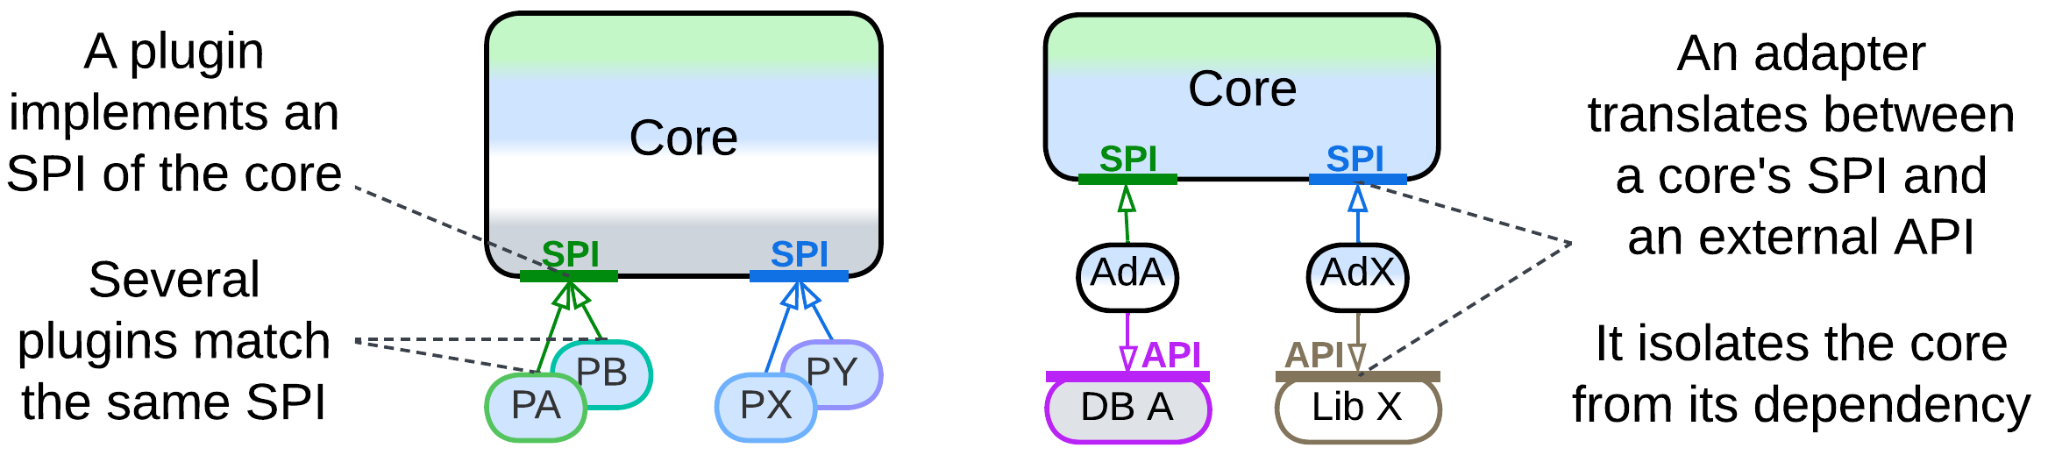 A plugin
implements an
SPI of the core
Several
plugins match
the same SPI
Core
SPI
SPI
PB
PA
PY
PX
Core
SPI
SPI
AdA
AdX
API
API
DB A
Lib X
An adapter
translates between
a core's SPI and
an external API
It isolates the core
from its dependency